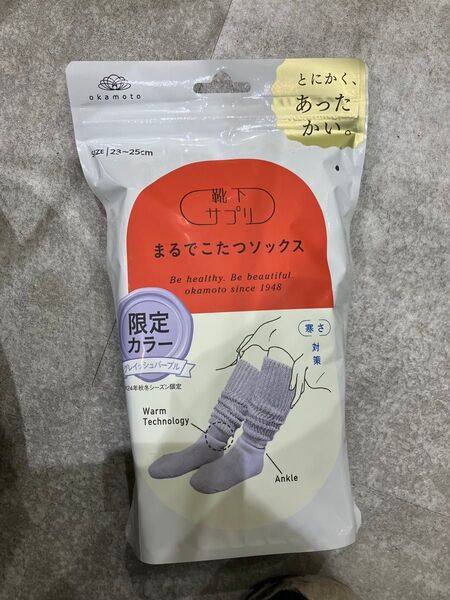 okamoto
SIZE / 23~25cm
とにかく、
あった
かい。
靴下
サプリ
まるでこたつソックス
Be healthy. Be beautiful.
okamoto since 1948
限定
カラー
グレイッシュパープル
2024年秋冬シーズン限定
寒さ
対策
Warm
Technology
Ankle